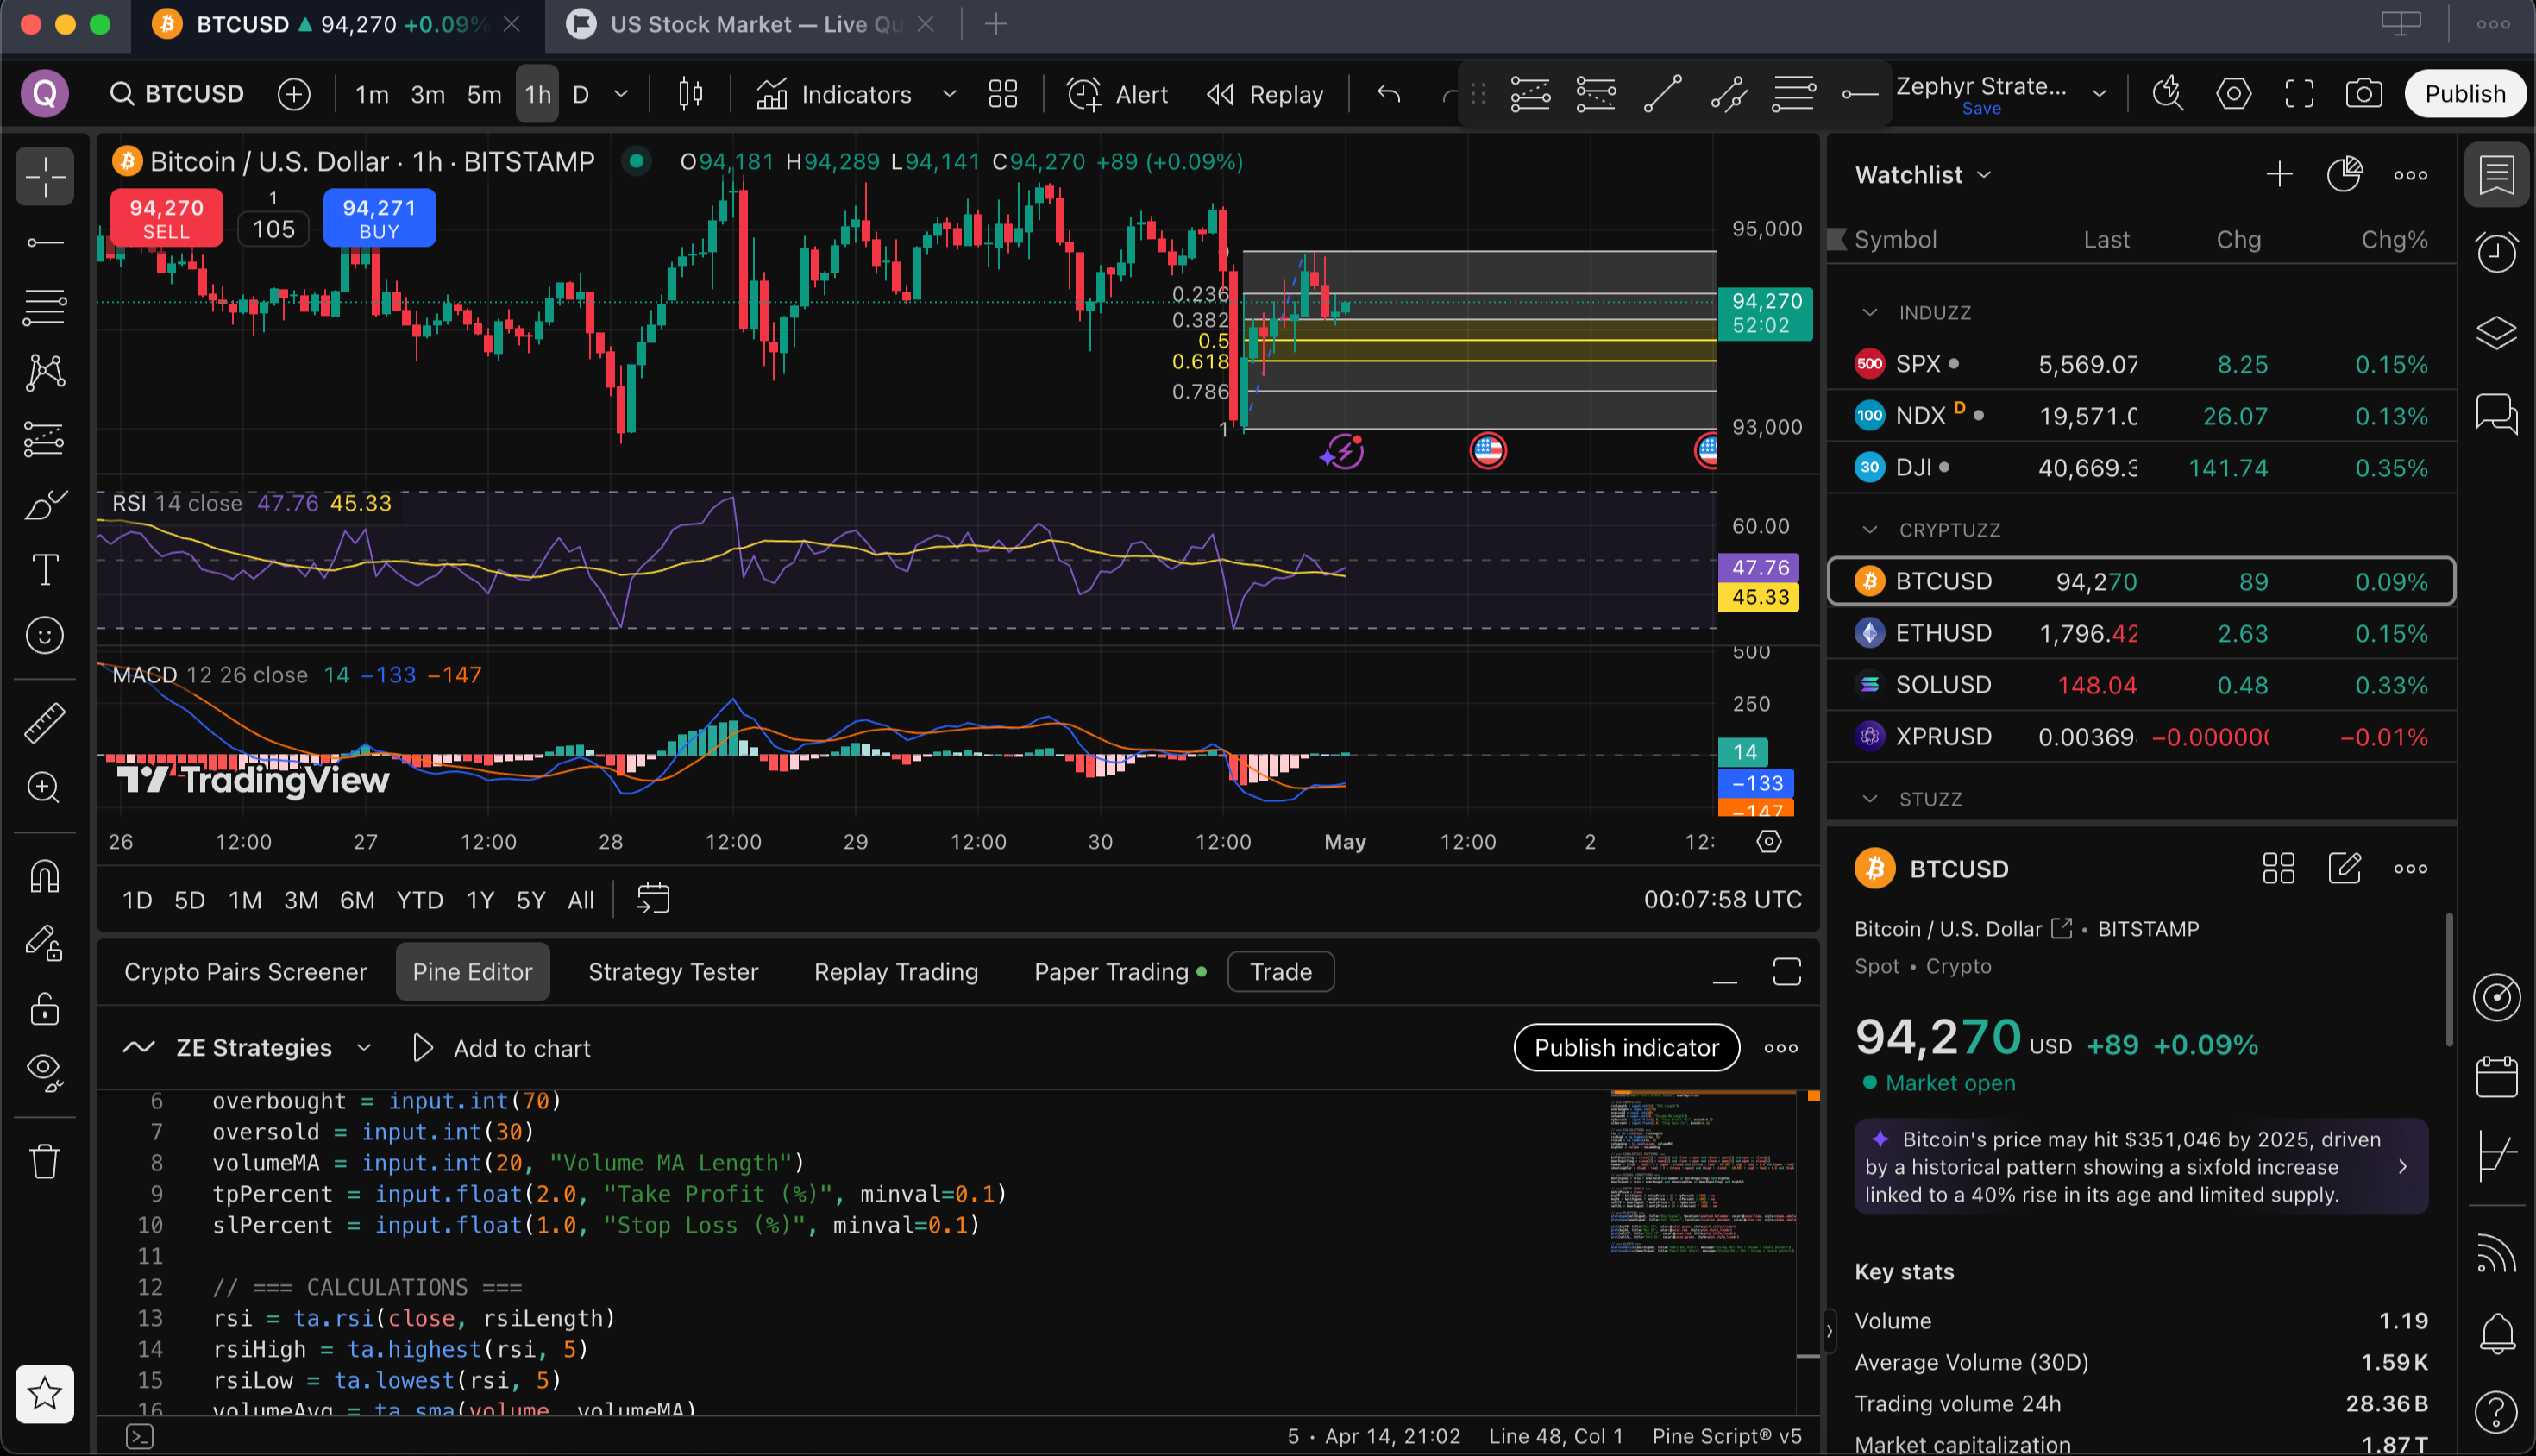 BTCUSD ▲ 94,270 +0.09%
US Stock Market — Live Qu
Q
BTCUSD
1m 3m 5m 1h D
Indicators
Alert
Replay
Zephyr Strate...
Save
Publish
Bitcoin / U.S. Dollar · 1h · BITSTAMP
O94,181 H94,289 L94,141 C94,270 +89 (+0.09%)
94,270
SELL
1
105
94,271
BUY
95,000
94,270
52:02
93,000
0.236
0.382
0.5
0.618
0.786
1
RSI 14 close 47.76 45.33
60.00
47.76
45.33
MACD 12 26 close 14 −133 −147
500
250
14
−133
−147
TradingView
26 12:00 27 12:00 28 12:00 29 12:00 30 12:00 May 12:00 2 12:
1D 5D 1M 3M 6M YTD 1Y 5Y All
00:07:58 UTC
Crypto Pairs Screener Pine Editor Strategy Tester Replay Trading Paper Trading Trade
ZE Strategies Add to chart
Publish indicator
6 overbought = input.int(70)
7 oversold = input.int(30)
8 volumeMA = input.int(20, "Volume MA Length")
9 tpPercent = input.float(2.0, "Take Profit (%)", minval=0.1)
10 slPercent = input.float(1.0, "Stop Loss (%)", minval=0.1)
11
12 // === CALCULATIONS ===
13 rsi = ta.rsi(close, rsiLength)
14 rsiHigh = ta.highest(rsi, 5)
15 rsiLow = ta.lowest(rsi, 5)
16 volumeAvg = ta.sma(volume, volumeMA)
5 · Apr 14, 21:02 Line 48, Col 1 Pine Script® v5
Watchlist
Symbol Last Chg Chg%
INDUZZ
500 SPX 5,569.07 8.25 0.15%
100 NDX D 19,571.0 26.07 0.13%
30 DJI 40,669.3 141.74 0.35%
CRYPTUZZ
BTCUSD 94,270 89 0.09%
ETHUSD 1,796.42 2.63 0.15%
SOLUSD 148.04 0.48 0.33%
XPRUSD 0.00369 −0.00000 −0.01%
STUZZ
BTCUSD
Bitcoin / U.S. Dollar • BITSTAMP
Spot • Crypto
94,270 USD +89 +0.09%
Market open
Bitcoin's price may hit $351,046 by 2025, driven
by a historical pattern showing a sixfold increase
linked to a 40% rise in its age and limited supply.
Key stats
Volume 1.19
Average Volume (30D) 1.59 K
Trading volume 24h 28.36 B
Market capitalization 1.87 T